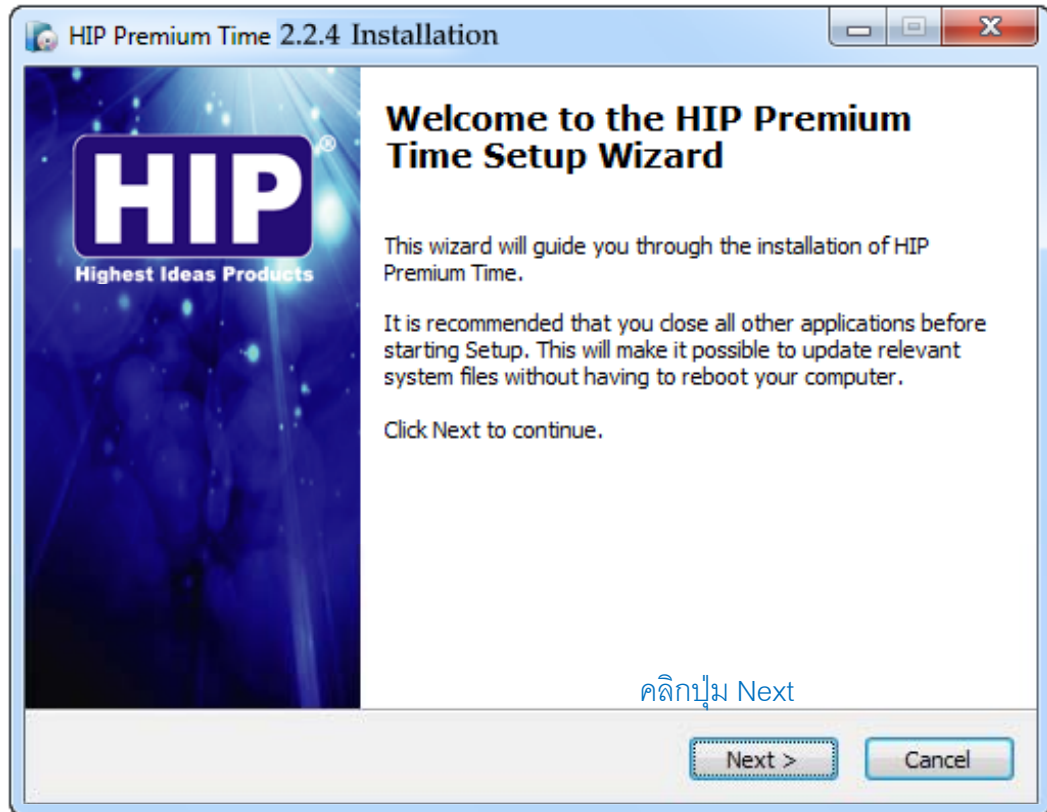 HIP Premium Time 2.2.4 Installation
HIP®
Highest Ideas Products
Welcome to the HIP Premium
Time Setup Wizard
This wizard will guide you through the installation of HIP
Premium Time.
It is recommended that you close all other applications before
starting Setup. This will make it possible to update relevant
system files without having to reboot your computer.
Click Next to continue.
คลิกปุ่ม Next
Next >
Cancel